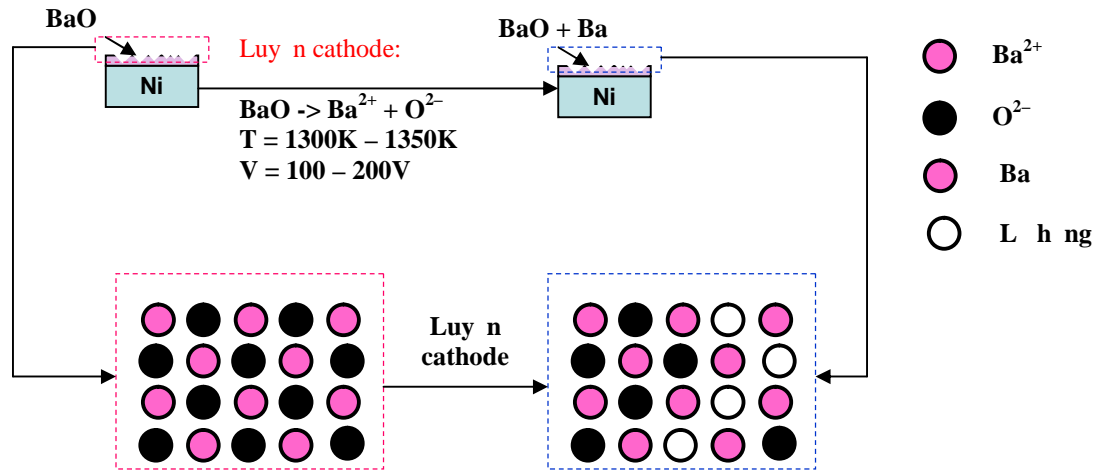 BaO
Luy n cathode:
Ni
BaO -> Ba²⁺ + O²⁻
T = 1300K – 1350K
V = 100 – 200V
BaO + Ba
Ni
Ba²⁺
O²⁻
Ba
L h ng
Luy n
cathode